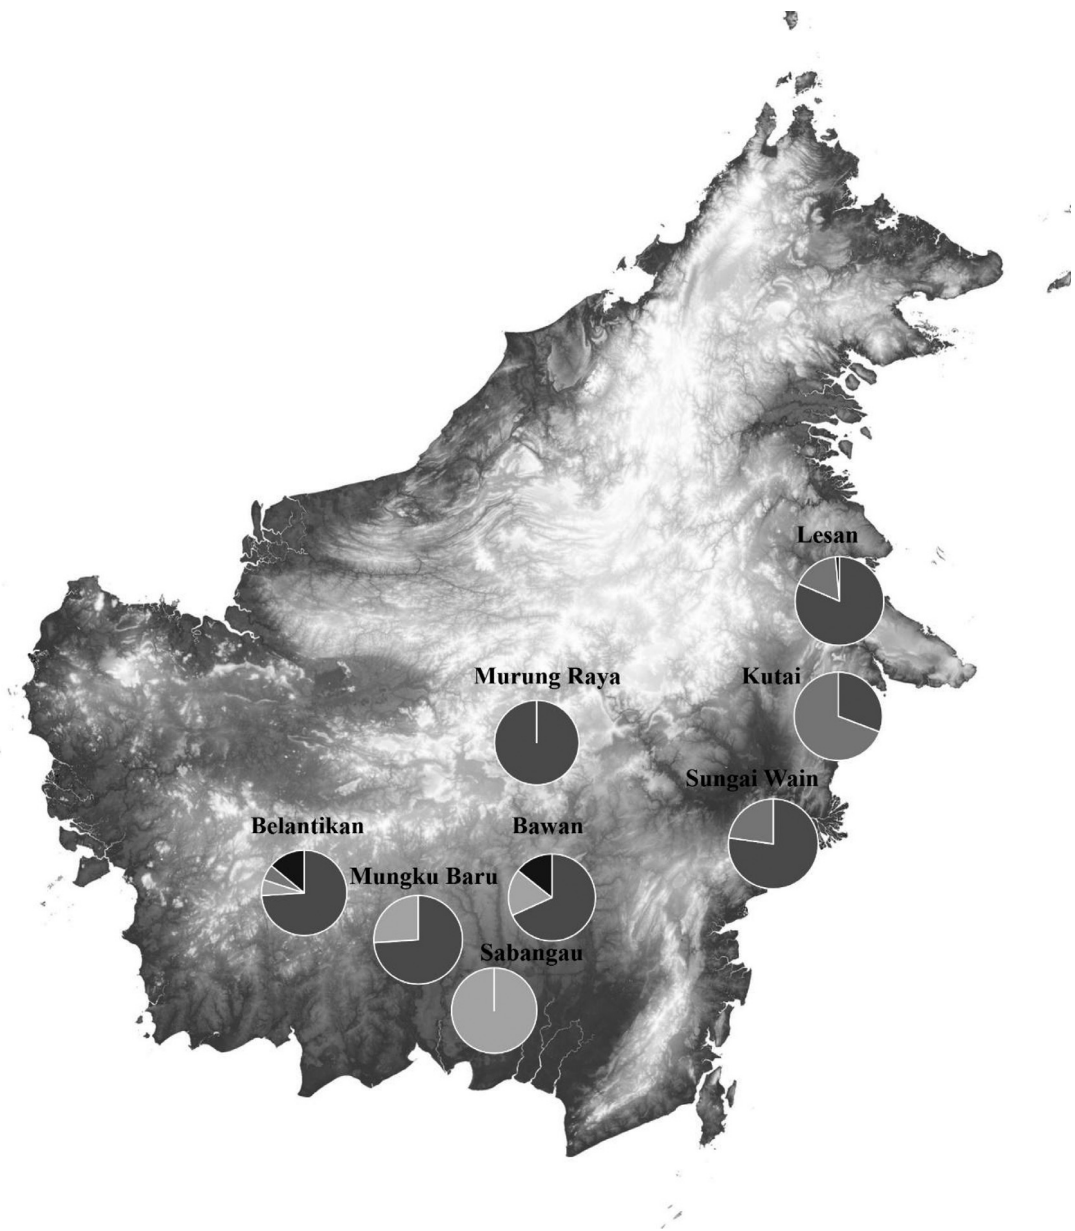 Lesan
Murung Raya
Kutai
Sungai Wain
Belantikan
Bawan
Mungku Baru
Sabangau